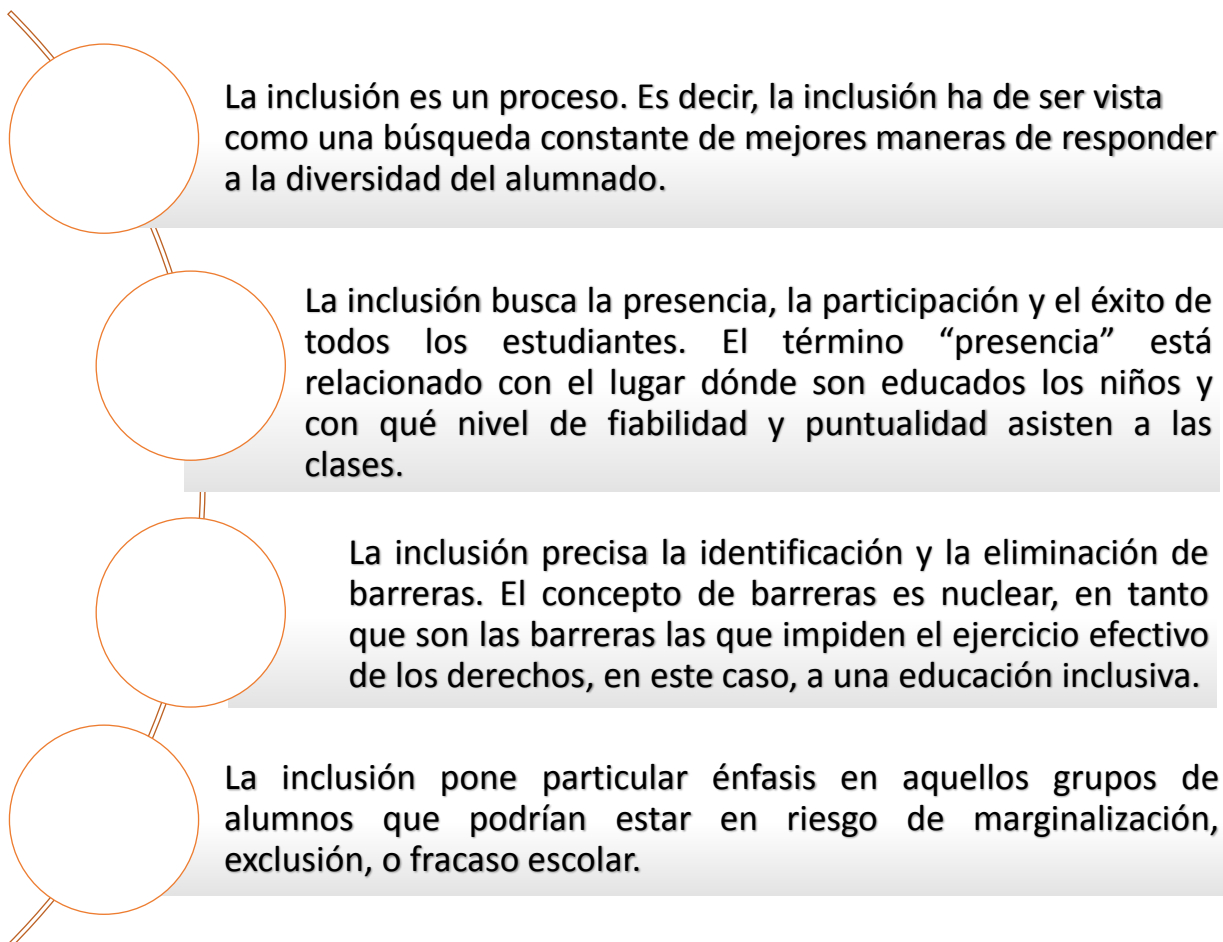 La inclusión es un proceso. Es decir, la inclusión ha de ser vista
como una búsqueda constante de mejores maneras de responder
a la diversidad del alumnado.
La inclusión busca la presencia, la participación y el éxito de
todos los estudiantes. El término “presencia” está
relacionado con el lugar dónde son educados los niños y
con qué nivel de fiabilidad y puntualidad asisten a las
clases.
La inclusión precisa la identificación y la eliminación de
barreras. El concepto de barreras es nuclear, en tanto
que son las barreras las que impiden el ejercicio efectivo
de los derechos, en este caso, a una educación inclusiva.
La inclusión pone particular énfasis en aquellos grupos de
alumnos que podrían estar en riesgo de marginalización,
exclusión, o fracaso escolar.